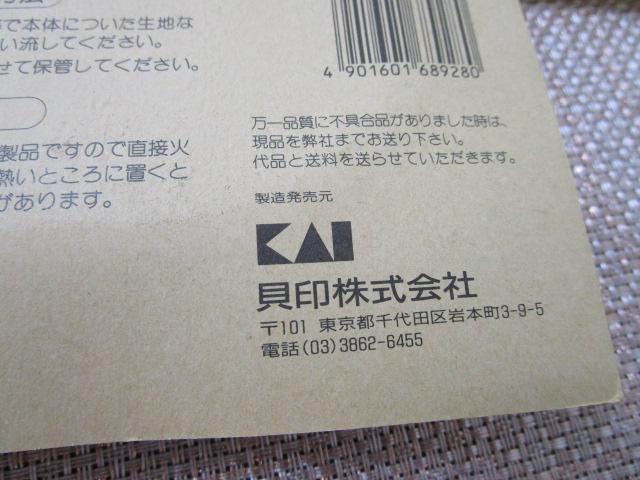 で本体についた生地な
い流してください。
せて保管してください。
製品ですので直接火
熱いところに置くと
があります。
4 901601 689280
万一品質に不具合品がありました時は、
現品を弊社までお送り下さい。
代品と送料を送らせていただきます。
製造発売元
KAI
貝印株式会社
〒101 東京都千代田区岩本町3-9-5
電話(03)3862-6455